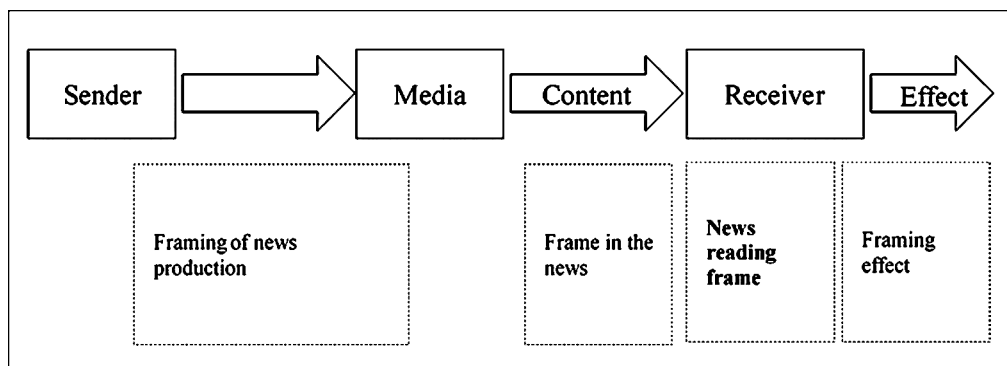 Sender
Media
Content
Receiver
Effect
Framing of news
production
Frame in the
news
News
reading
frame
Framing
effect